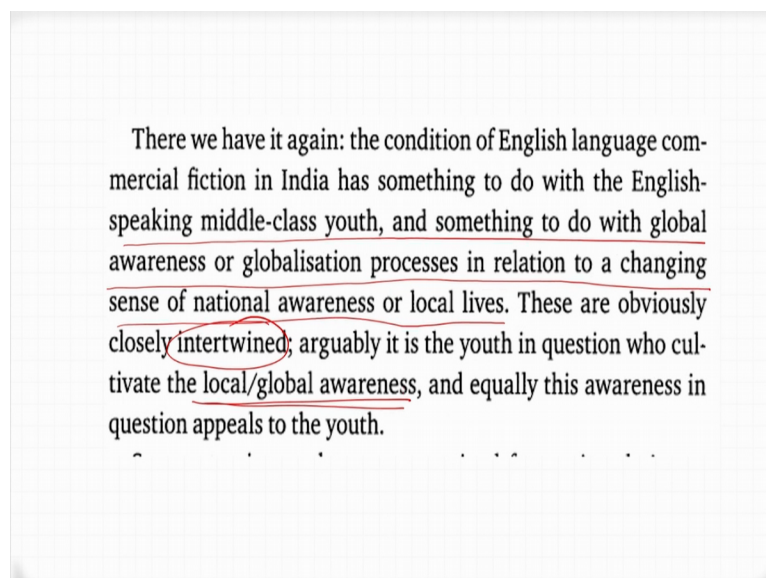 There we have it again: the condition of English language com-
mercial fiction in India has something to do with the English-
speaking middle-class youth, and something to do with global
awareness or globalisation processes in relation to a changing
sense of national awareness or local lives. These are obviously
closely intertwined; arguably it is the youth in question who cul-
tivate the local/global awareness, and equally this awareness in
question appeals to the youth.